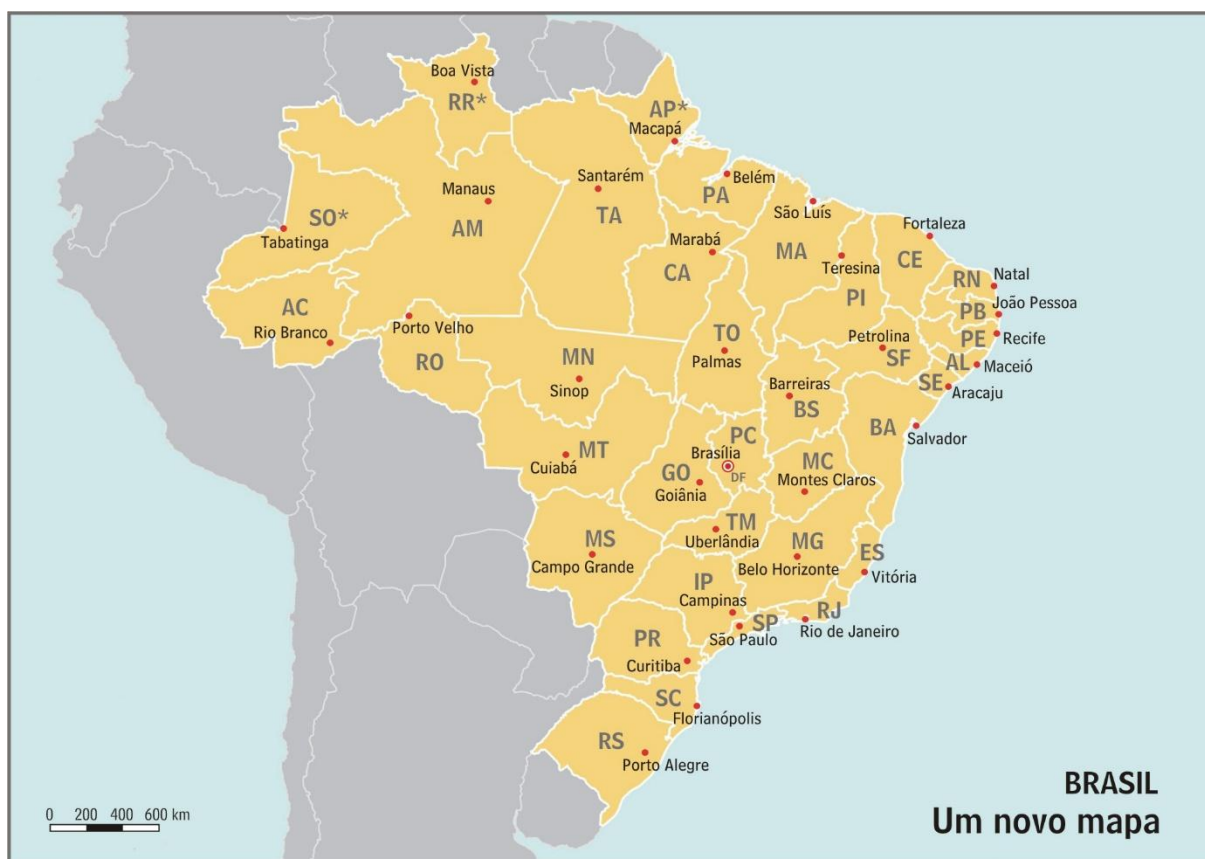 Boa Vista
RR*
AP*
Macapá
Santarém
Belém
PA
Manaus
TA
São Luís
SO*
AM
Fortaleza
Tabatinga
Marabá
MA
CE
CA
Teresina
RN
Natal
AC
PI
PB
João Pessoa
Rio Branco
Porto Velho
TO
Petrolina
PE
Recife
MN
Palmas
SF
AL
Maceió
RO
Sinop
Barreiras
SE
Aracaju
BS
BA
PC
Salvador
MT
Brasília
MC
Cuiabá
GO
DF
Montes Claros
Goiânia
TM
Uberlândia
MS
MG
ES
Campo Grande
Belo Horizonte
Vitória
IP
Campinas
RJ
SP
São Paulo
Rio de Janeiro
PR
Curitiba
SC
Florianópolis
RS
Porto Alegre
BRASIL
Um novo mapa
0 200 400 600 km